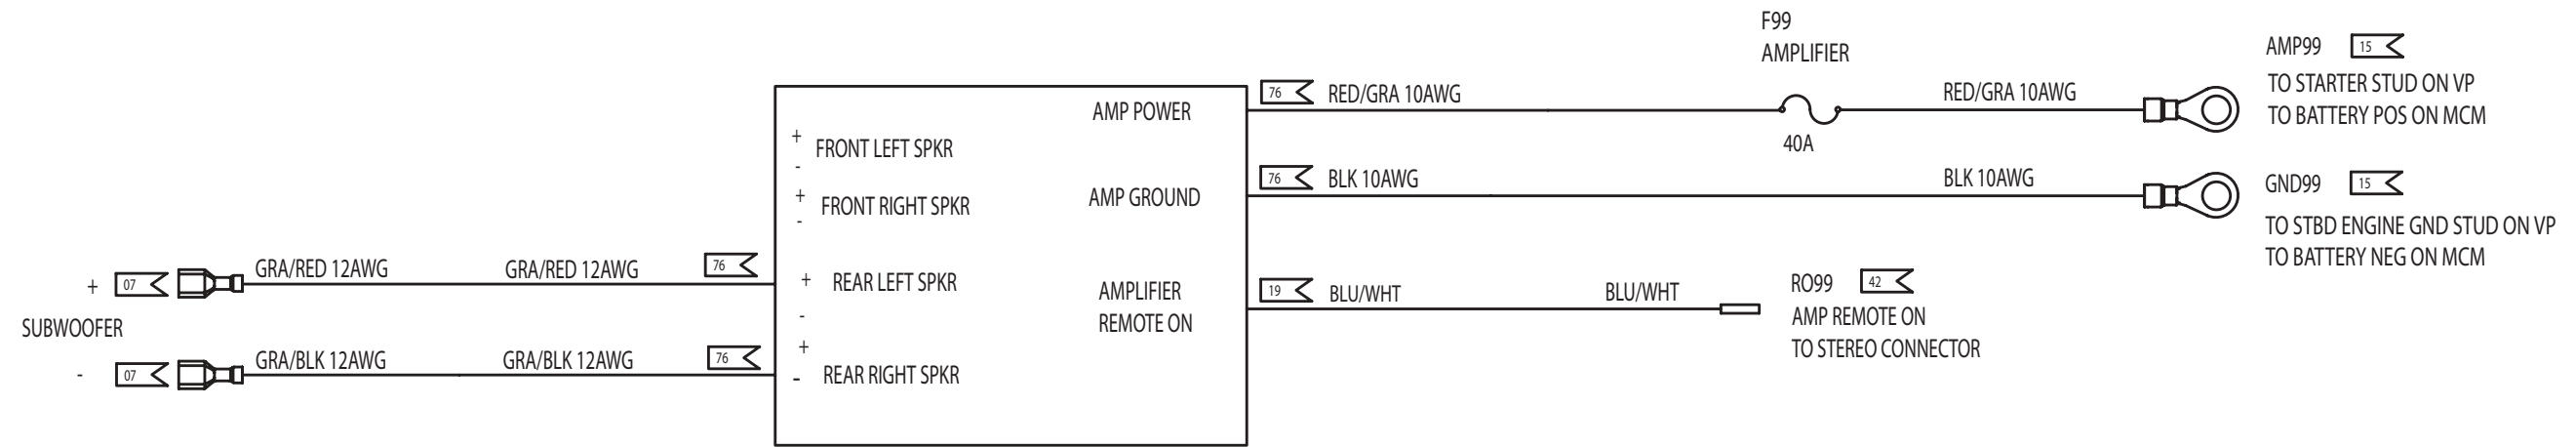 F99
AMPLIFIER
AMP99 15
TO STARTER STUD ON VP
TO BATTERY POS ON MCM
76 RED/GRA 10AWG
RED/GRA 10AWG
40A
AMP POWER
+
FRONT LEFT SPKR
-
+
FRONT RIGHT SPKR
-
AMP GROUND
76 BLK 10AWG
BLK 10AWG
GND99 15
TO STBD ENGINE GND STUD ON VP
TO BATTERY NEG ON MCM
+ 07 GRA/RED 12AWG
GRA/RED 12AWG
76
+ REAR LEFT SPKR
-
AMPLIFIER
REMOTE ON
19 BLU/WHT
BLU/WHT
RO99 42
AMP REMOTE ON
TO STEREO CONNECTOR
SUBWOOFER
- 07 GRA/BLK 12AWG
GRA/BLK 12AWG
76
+
- REAR RIGHT SPKR